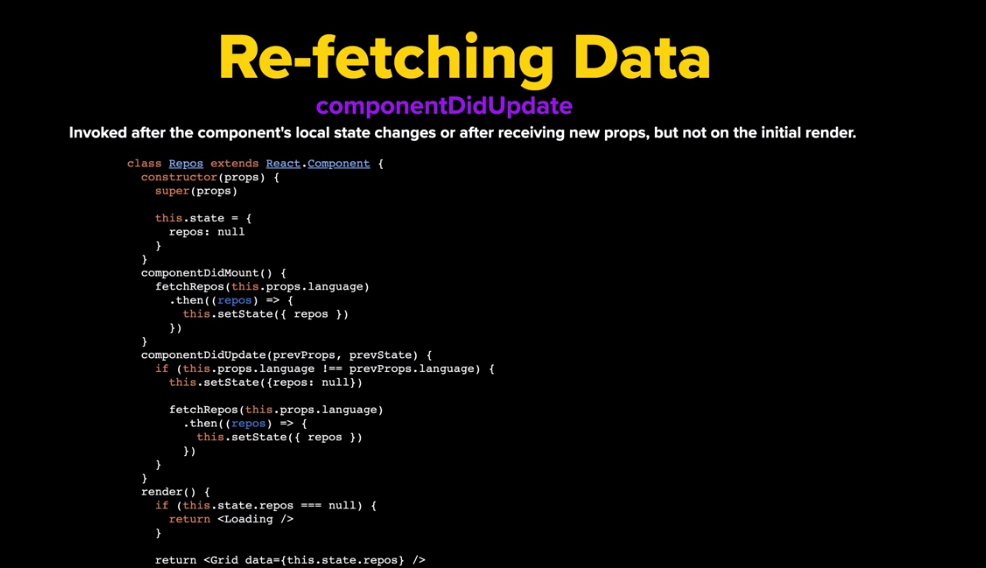 Re-fetching Data
componentDidUpdate
Invoked after the component's local state changes or after receiving new props, but not on the initial render.
class Repos extends React.Component {
  constructor(props) {
    super(props)

    this.state = {
      repos: null
    }
  }
  componentDidMount() {
    fetchRepos(this.props.language)
      .then((repos) => {
        this.setState({ repos })
      })
  }
  componentDidUpdate(prevProps, prevState) {
    if (this.props.language !== prevProps.language) {
      this.setState({repos: null})

      fetchRepos(this.props.language)
        .then((repos) => {
          this.setState({ repos })
        })
    }
  }
  render() {
    if (this.state.repos === null) {
      return <Loading />
    }

    return <Grid data={this.state.repos} />